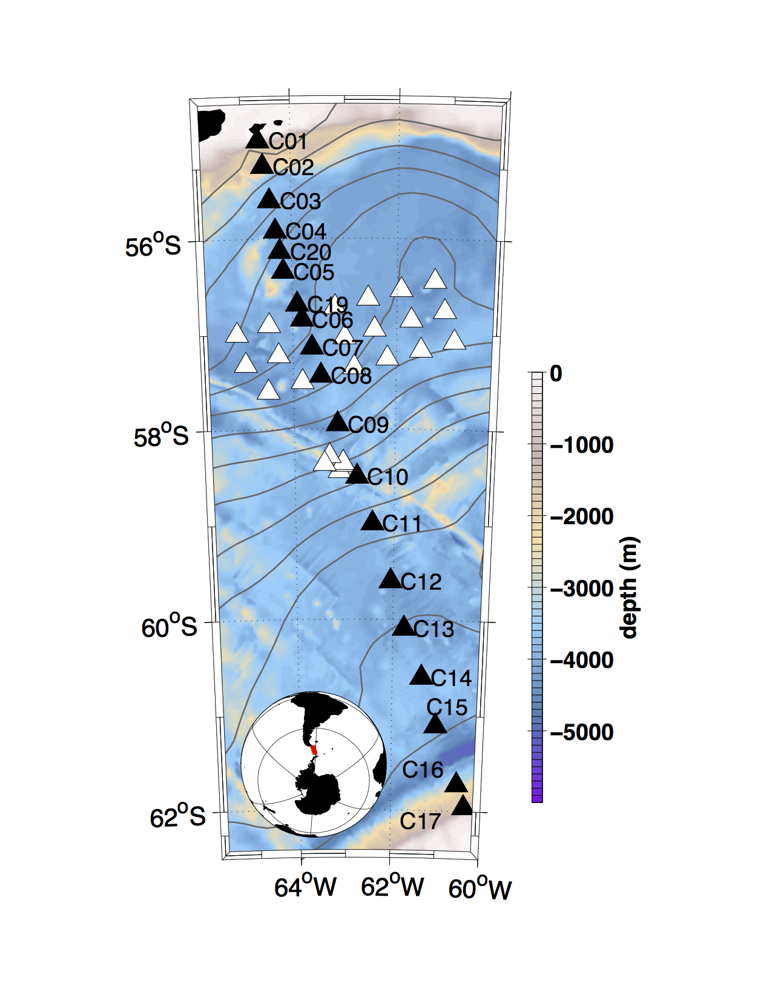 C01
C02
C03
C04
56°S
C20
C05
C19
C06
C07
C08
0
C09
58°S
−1000
C10
−2000
C11
depth (m)
C12
−3000
60°S
C13
−4000
C14
C15
−5000
C16
62°S
C17
64°W 62°W 60°W